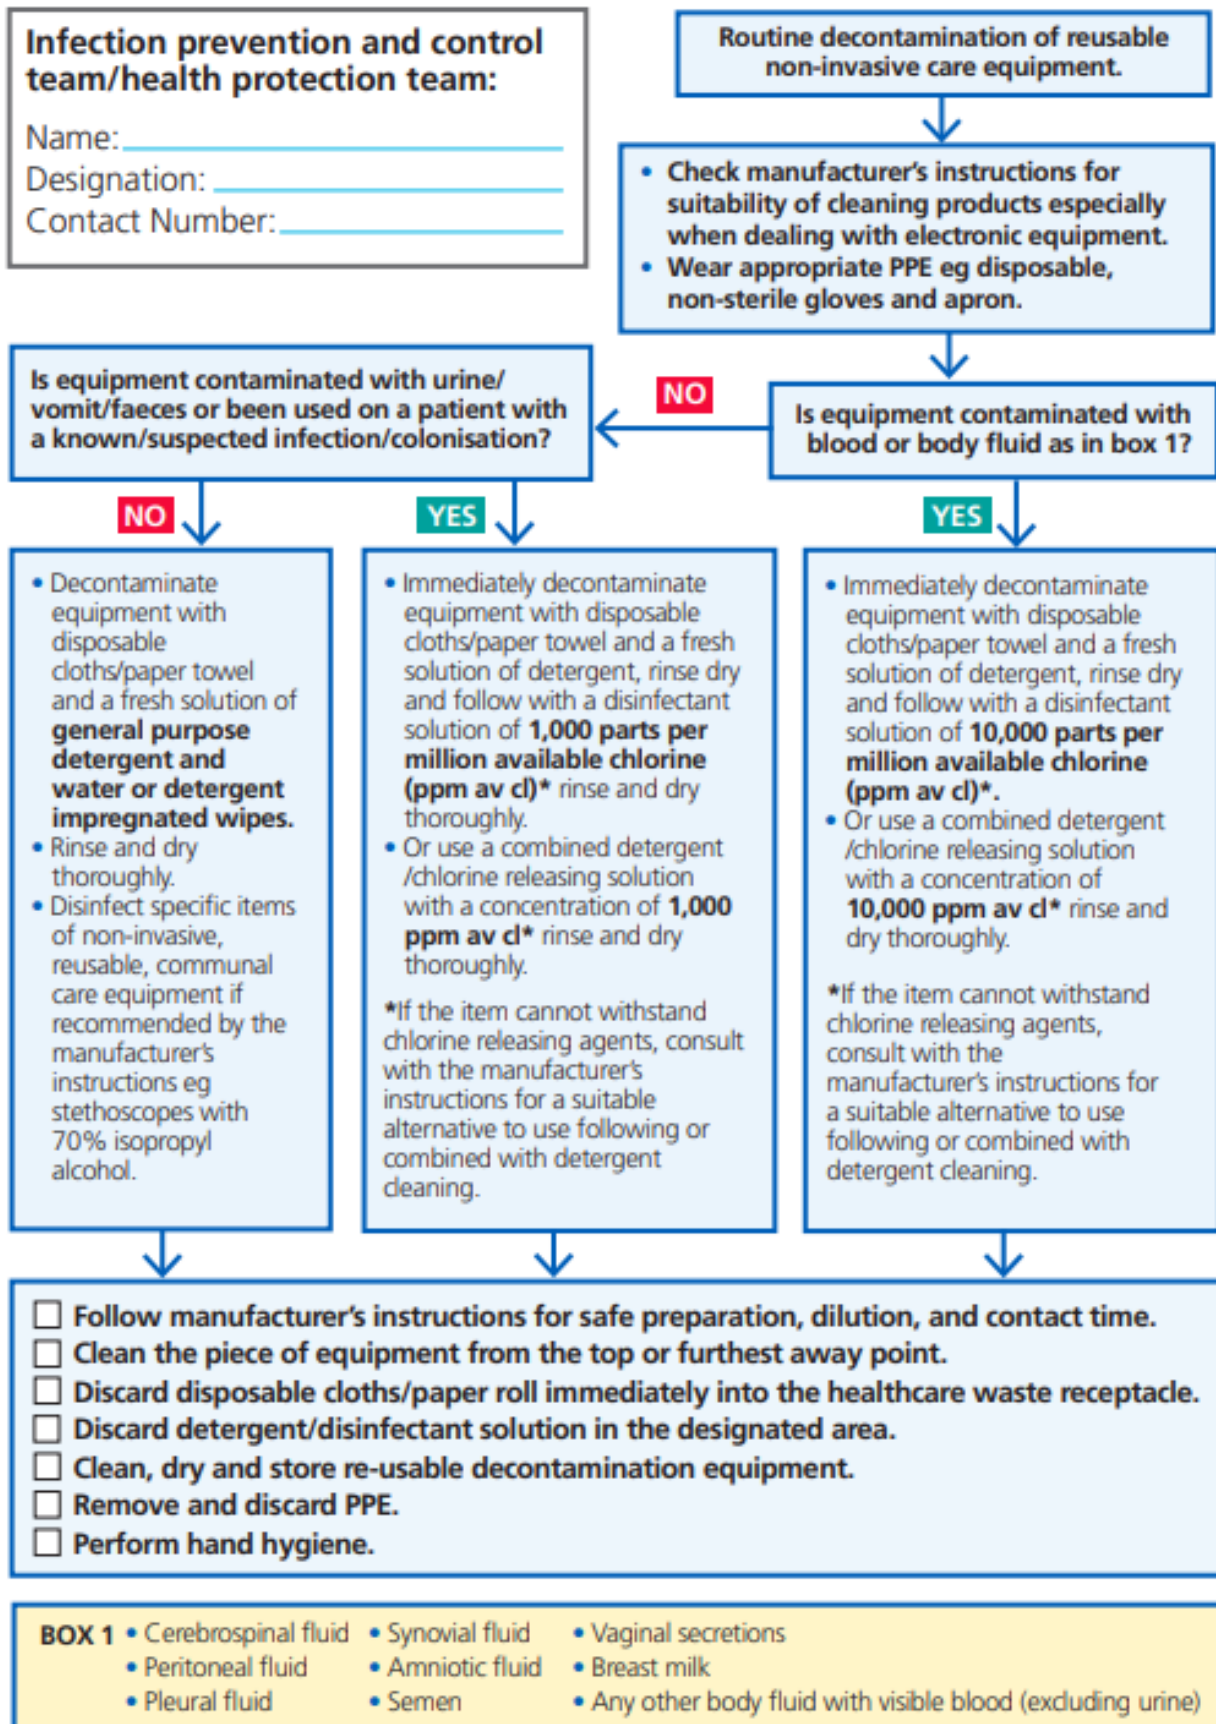 Infection prevention and control
team/health protection team:
Name:
Designation:
Contact Number:
Routine decontamination of reusable
non-invasive care equipment.
• Check manufacturer's instructions for
suitability of cleaning products especially
when dealing with electronic equipment.
• Wear appropriate PPE eg disposable,
non-sterile gloves and apron.
Is equipment contaminated with blood or body fluid as in box 1?
NO
Is equipment contaminated with urine/
vomit/faeces or been used on a patient with
a known/suspected infection/colonisation?
NO
YES
YES
• Decontaminate
equipment with
disposable
cloths/paper towel
and a fresh solution of
general purpose
detergent and
water or detergent
impregnated wipes.
• Rinse and dry
thoroughly.
• Disinfect specific items
of non-invasive,
reusable, communal
care equipment if
recommended by the
manufacturer's
instructions eg
stethoscopes with
70% isopropyl
alcohol.
• Immediately decontaminate
equipment with disposable
cloths/paper towel and a fresh
solution of detergent, rinse dry
and follow with a disinfectant
solution of 1,000 parts per
million available chlorine
(ppm av cl)* rinse and dry
thoroughly.
• Or use a combined detergent
/chlorine releasing solution
with a concentration of 1,000
ppm av cl* rinse and dry
thoroughly.
*If the item cannot withstand
chlorine releasing agents, consult
with the manufacturer's
instructions for a suitable
alternative to use following or
combined with detergent
cleaning.
• Immediately decontaminate
equipment with disposable
cloths/paper towel and a fresh
solution of detergent, rinse dry
and follow with a disinfectant
solution of 10,000 parts per
million available chlorine
(ppm av cl)*.
• Or use a combined detergent
/chlorine releasing solution
with a concentration of
10,000 ppm av cl* rinse and
dry thoroughly.
*If the item cannot withstand
chlorine releasing agents,
consult with the
manufacturer's instructions for
a suitable alternative to use
following or combined with
detergent cleaning.
Follow manufacturer's instructions for safe preparation, dilution, and contact time.
Clean the piece of equipment from the top or furthest away point.
Discard disposable cloths/paper roll immediately into the healthcare waste receptacle.
Discard detergent/disinfectant solution in the designated area.
Clean, dry and store re-usable decontamination equipment.
Remove and discard PPE.
Perform hand hygiene.
BOX 1 • Cerebrospinal fluid • Synovial fluid • Vaginal secretions
• Peritoneal fluid • Amniotic fluid • Breast milk
• Pleural fluid • Semen • Any other body fluid with visible blood (excluding urine)